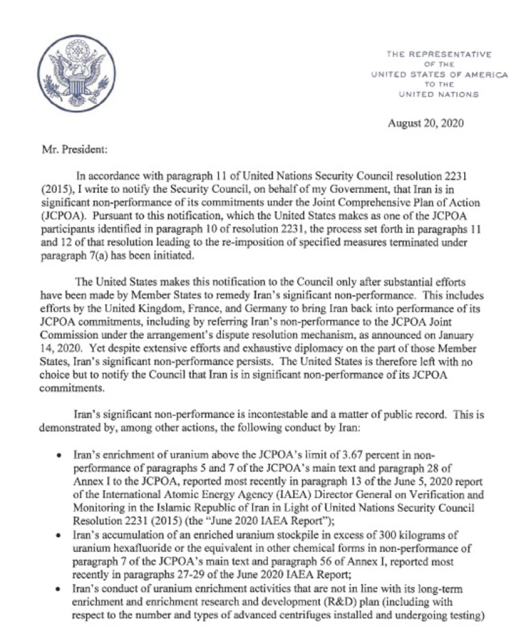 THE REPRESENTATIVE
OF THE
UNITED STATES OF AMERICA
TO THE
UNITED NATIONS
August 20, 2020
Mr. President:
In accordance with paragraph 11 of United Nations Security Council resolution 2231
(2015), I write to notify the Security Council, on behalf of my Government, that Iran is in
significant non-performance of its commitments under the Joint Comprehensive Plan of Action
(JCPOA). Pursuant to this notification, which the United States makes as one of the JCPOA
participants identified in paragraph 10 of resolution 2231, the process set forth in paragraphs 11
and 12 of that resolution leading to the re-imposition of specified measures terminated under
paragraph 7(a) has been initiated.
The United States makes this notification to the Council only after substantial efforts
have been made by Member States to remedy Iran's significant non-performance. This includes
efforts by the United Kingdom, France, and Germany to bring Iran back into performance of its
JCPOA commitments, including by referring Iran's non-performance to the JCPOA Joint
Commission under the arrangement's dispute resolution mechanism, as announced on January
14, 2020. Yet despite extensive efforts and exhaustive diplomacy on the part of those Member
States, Iran's significant non-performance persists. The United States is therefore left with no
choice but to notify the Council that Iran is in significant non-performance of its JCPOA
commitments.
Iran's significant non-performance is incontestable and a matter of public record. This is
demonstrated by, among other actions, the following conduct by Iran:
• Iran's enrichment of uranium above the JCPOA's limit of 3.67 percent in non-
performance of paragraphs 5 and 7 of the JCPOA's main text and paragraph 28 of
Annex I to the JCPOA, reported most recently in paragraph 13 of the June 5, 2020 report
of the International Atomic Energy Agency (IAEA) Director General on Verification and
Monitoring in the Islamic Republic of Iran in Light of United Nations Security Council
Resolution 2231 (2015) (the "June 2020 IAEA Report");
• Iran's accumulation of an enriched uranium stockpile in excess of 300 kilograms of
uranium hexafluoride or the equivalent in other chemical forms in non-performance of
paragraph 7 of the JCPOA's main text and paragraph 56 of Annex I, reported most
recently in paragraphs 27-29 of the June 2020 IAEA Report;
• Iran's conduct of uranium enrichment activities that are not in line with its long-term
enrichment and enrichment research and development (R&D) plan (including with
respect to the number and types of advanced centrifuges installed and undergoing testing)